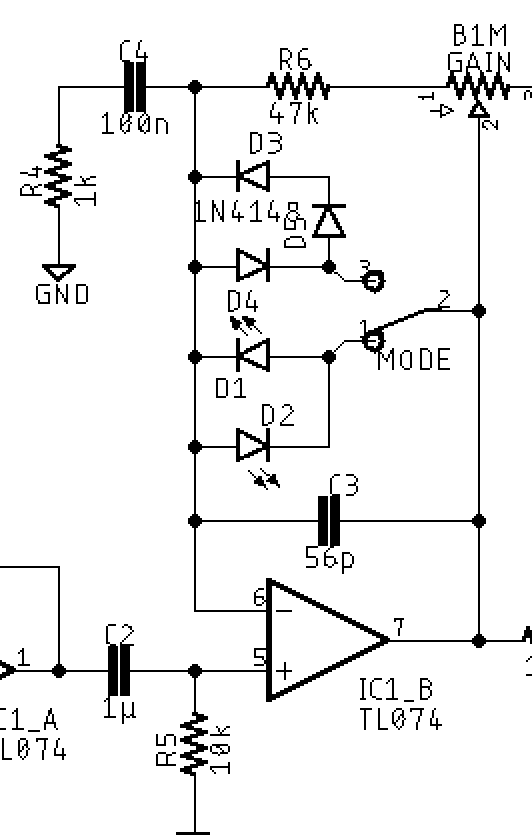 B1M
GAIN
C4
R6
1
3
100n
47k
2
D3
R4
1k
1N4148
D5
3
GND
D4
2
1
MODE
D1
D2
C3
56p
6
7
5
C2
1
IC1_B
TL074
1µ
C1_A
L074
R5
10k